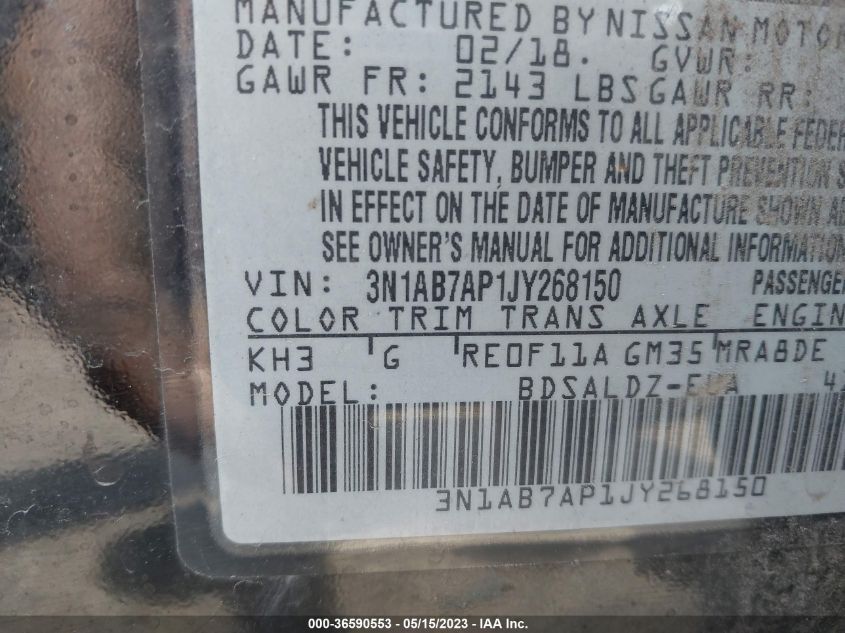 MANUFACTURED BY NISSAN MOTOR
DATE: 02/18. GVWR:
GAWR FR: 2143 LBS GAWR RR:
THIS VEHICLE CONFORMS TO ALL APPLICABLE FEDER
VEHICLE SAFETY, BUMPER AND THEFT PREVENTION S
IN EFFECT ON THE DATE OF MANUFACTURE SHOWN AB
SEE OWNER'S MANUAL FOR ADDITIONAL INFORMATION
VIN: 3N1AB7AP1JY268150 PASSENGER
COLOR TRIM TRANS AXLE ENGIN
KH3 G RE0F11A GM35 MRA8DE
MODEL:
3N1AB7AP1JY268150
000-36590553 - 05/15/2023 - IAA Inc.